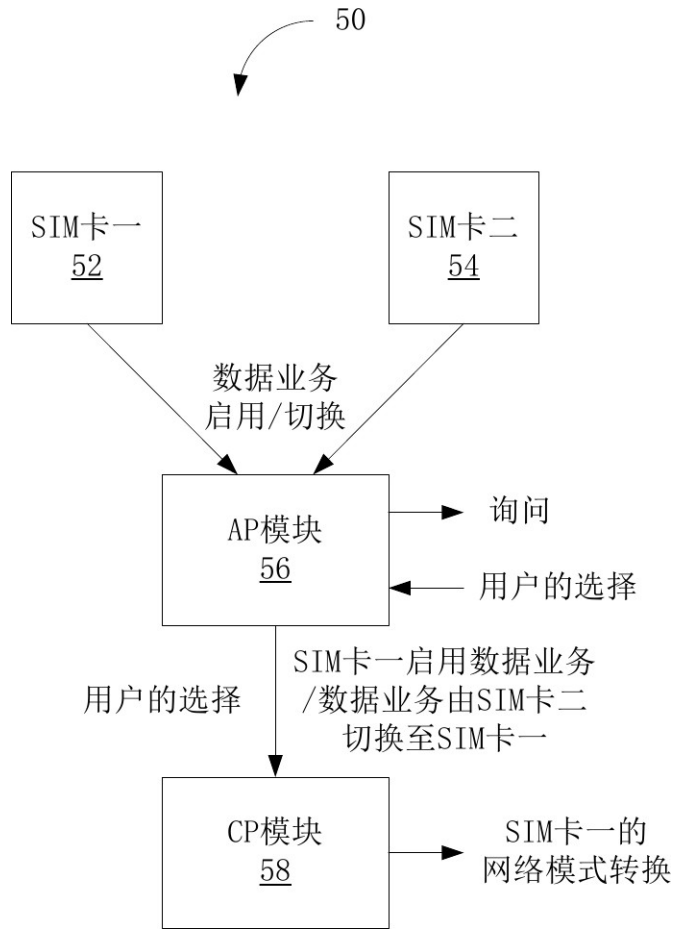 50
SIM卡一
52
SIM卡二
54
数据业务
启用/切换
AP模块
56
询问
用户的选择
用户的选择
SIM卡一启用数据业务
/数据业务由SIM卡二
切换至SIM卡一
CP模块
58
SIM卡一的
网络模式转换